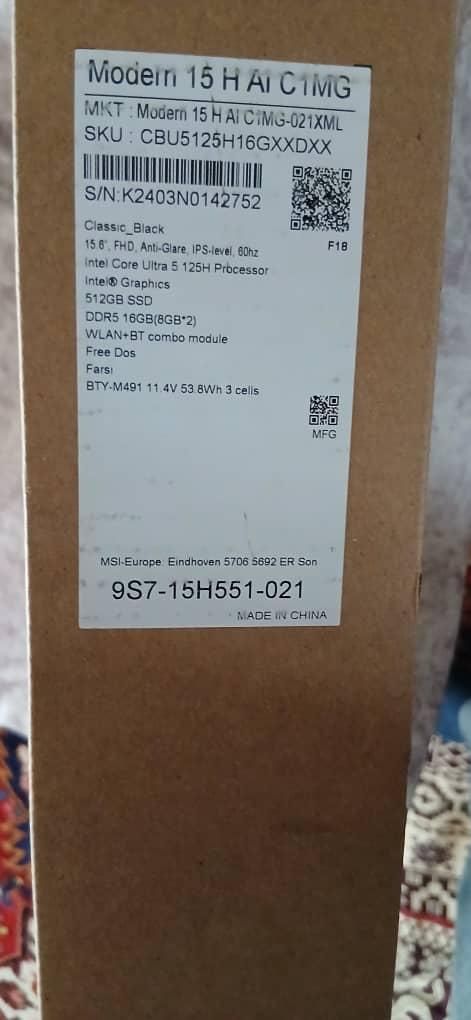 Modern 15 H AI C1MG
MKT : Modern 15 H AI C1MG-021XML
SKU : CBU5125H16GXXDXX
S/N:K2403N0142752
F18
Classic_Black
15.6", FHD, Anti-Glare, IPS-level, 60hz
Intel Core Ultra 5 125H Processor
Intel® Graphics
512GB SSD
DDR5 16GB(8GB*2)
WLAN+BT combo module
Free Dos
Farsi
BTY-M491 11.4V 53.8Wh 3 cells
MFG
MSI-Europe: Eindhoven 5706 5692 ER Son
9S7-15H551-021
MADE IN CHINA